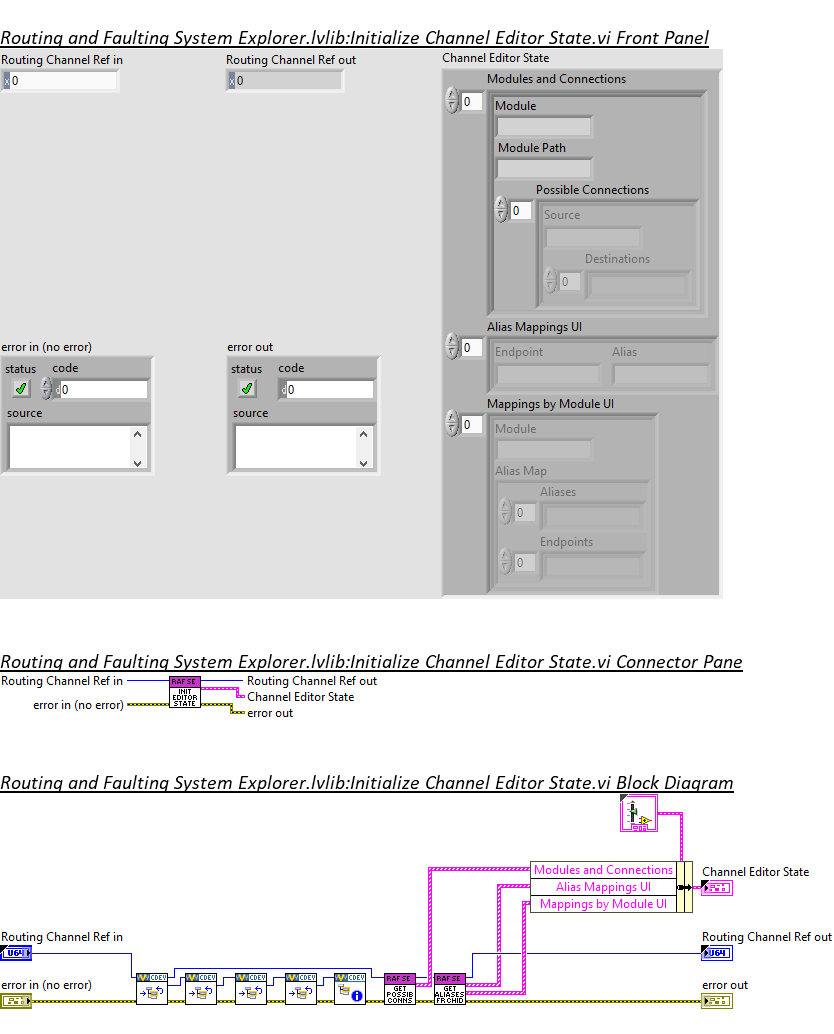 Routing and Faulting System Explorer.lvlib:Initialize Channel Editor State.vi Front Panel
Routing Channel Ref in
x 0
Routing Channel Ref out
x 0
Channel Editor State
Modules and Connections
0
Module
Module Path
Possible Connections
0
Source
Destinations
0
Alias Mappings UI
0
Endpoint
Alias
Mappings by Module UI
0
Module
Alias Map
Aliases
0
Endpoints
0
error in (no error)
status
code
d 0
source
error out
status
code
d 0
source
Routing and Faulting System Explorer.lvlib:Initialize Channel Editor State.vi Connector Pane
Routing Channel Ref in
error in (no error)
RAF SE
INIT
EDITOR
STATE
Routing Channel Ref out
Channel Editor State
error out
Routing and Faulting System Explorer.lvlib:Initialize Channel Editor State.vi Block Diagram
Modules and Connections
Alias Mappings UI
Mappings by Module UI
Channel Editor State
Routing Channel Ref in
U64
Routing Channel Ref out
U64
error in (no error)
CDEV
CDEV
CDEV
CDEV
CDEV
RAF SE
GET
POSSIB
CONNS
RAF SE
GET
ALIASES
FR CHID
error out